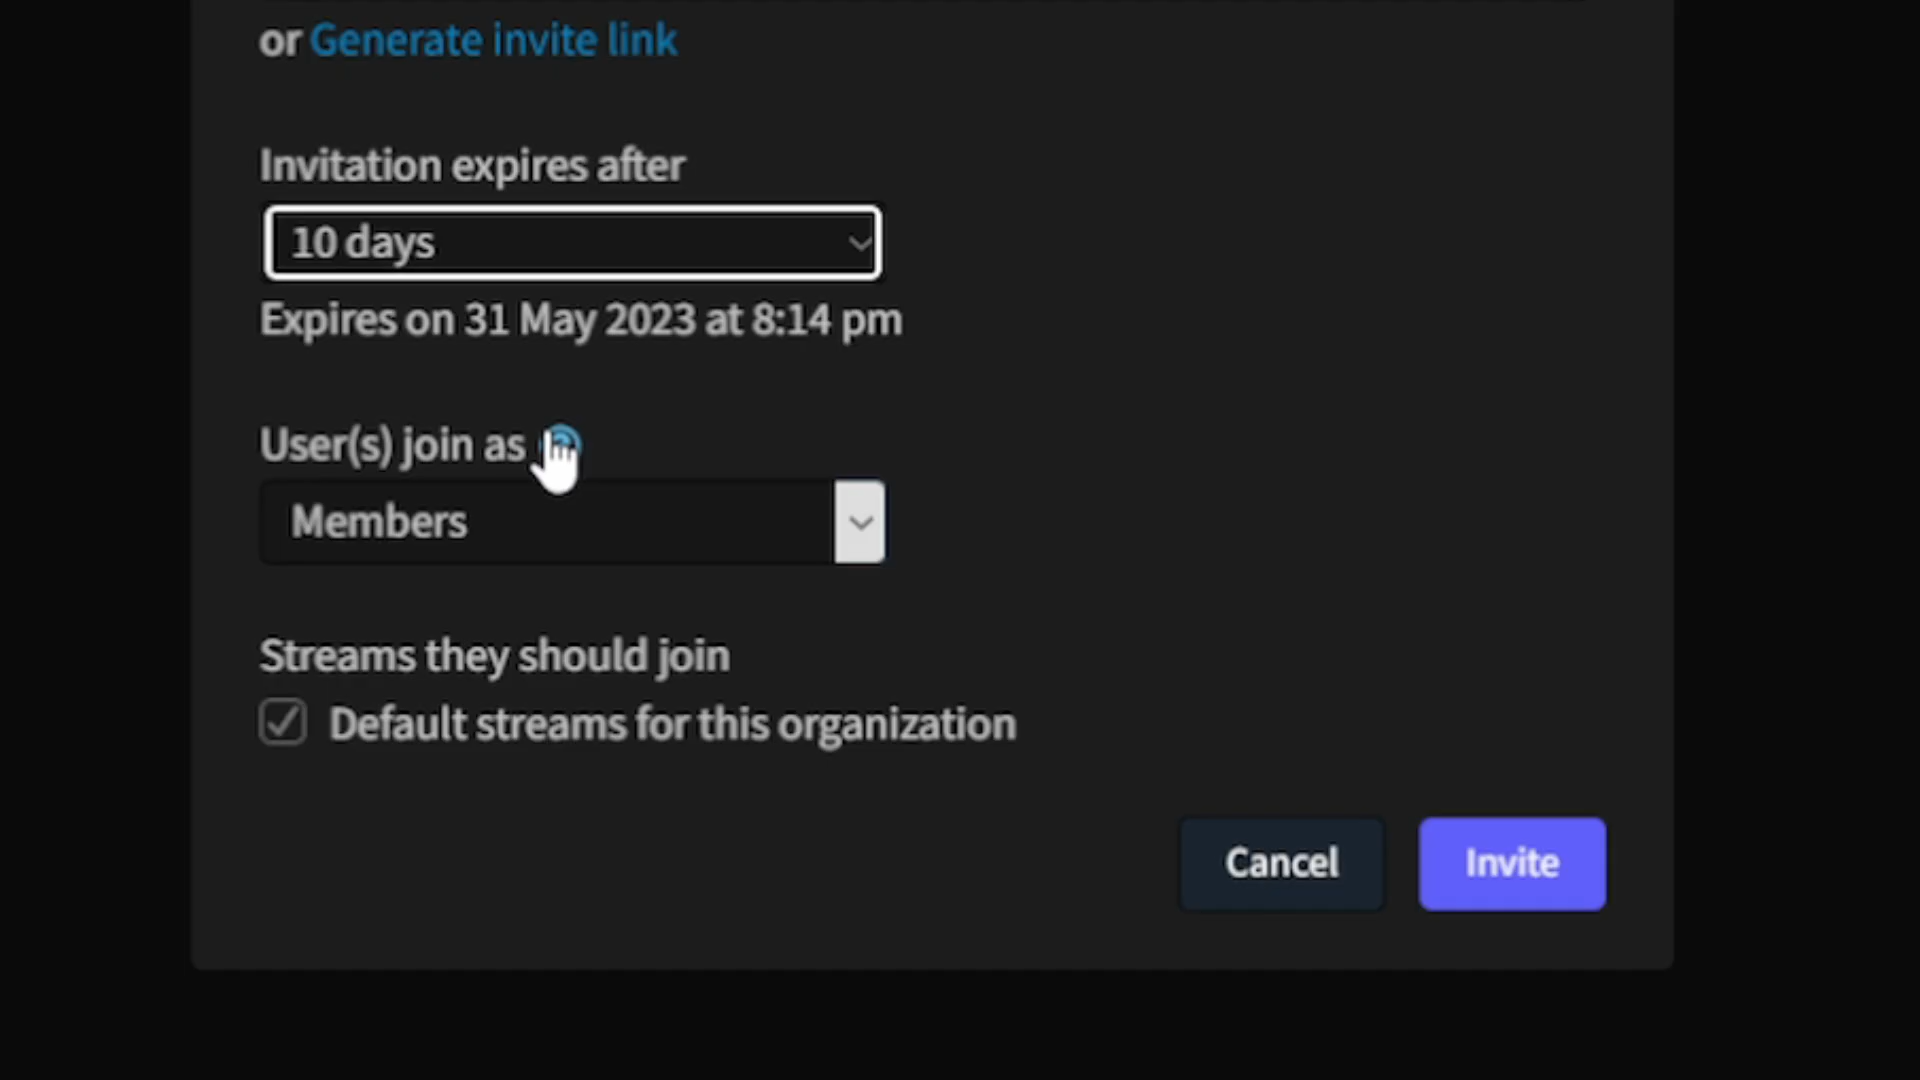 or Generate invite link
Invitation expires after
10 days
Expires on 31 May 2023 at 8:14 pm
User(s) join as
Members
Streams they should join
Default streams for this organization
Cancel
Invite